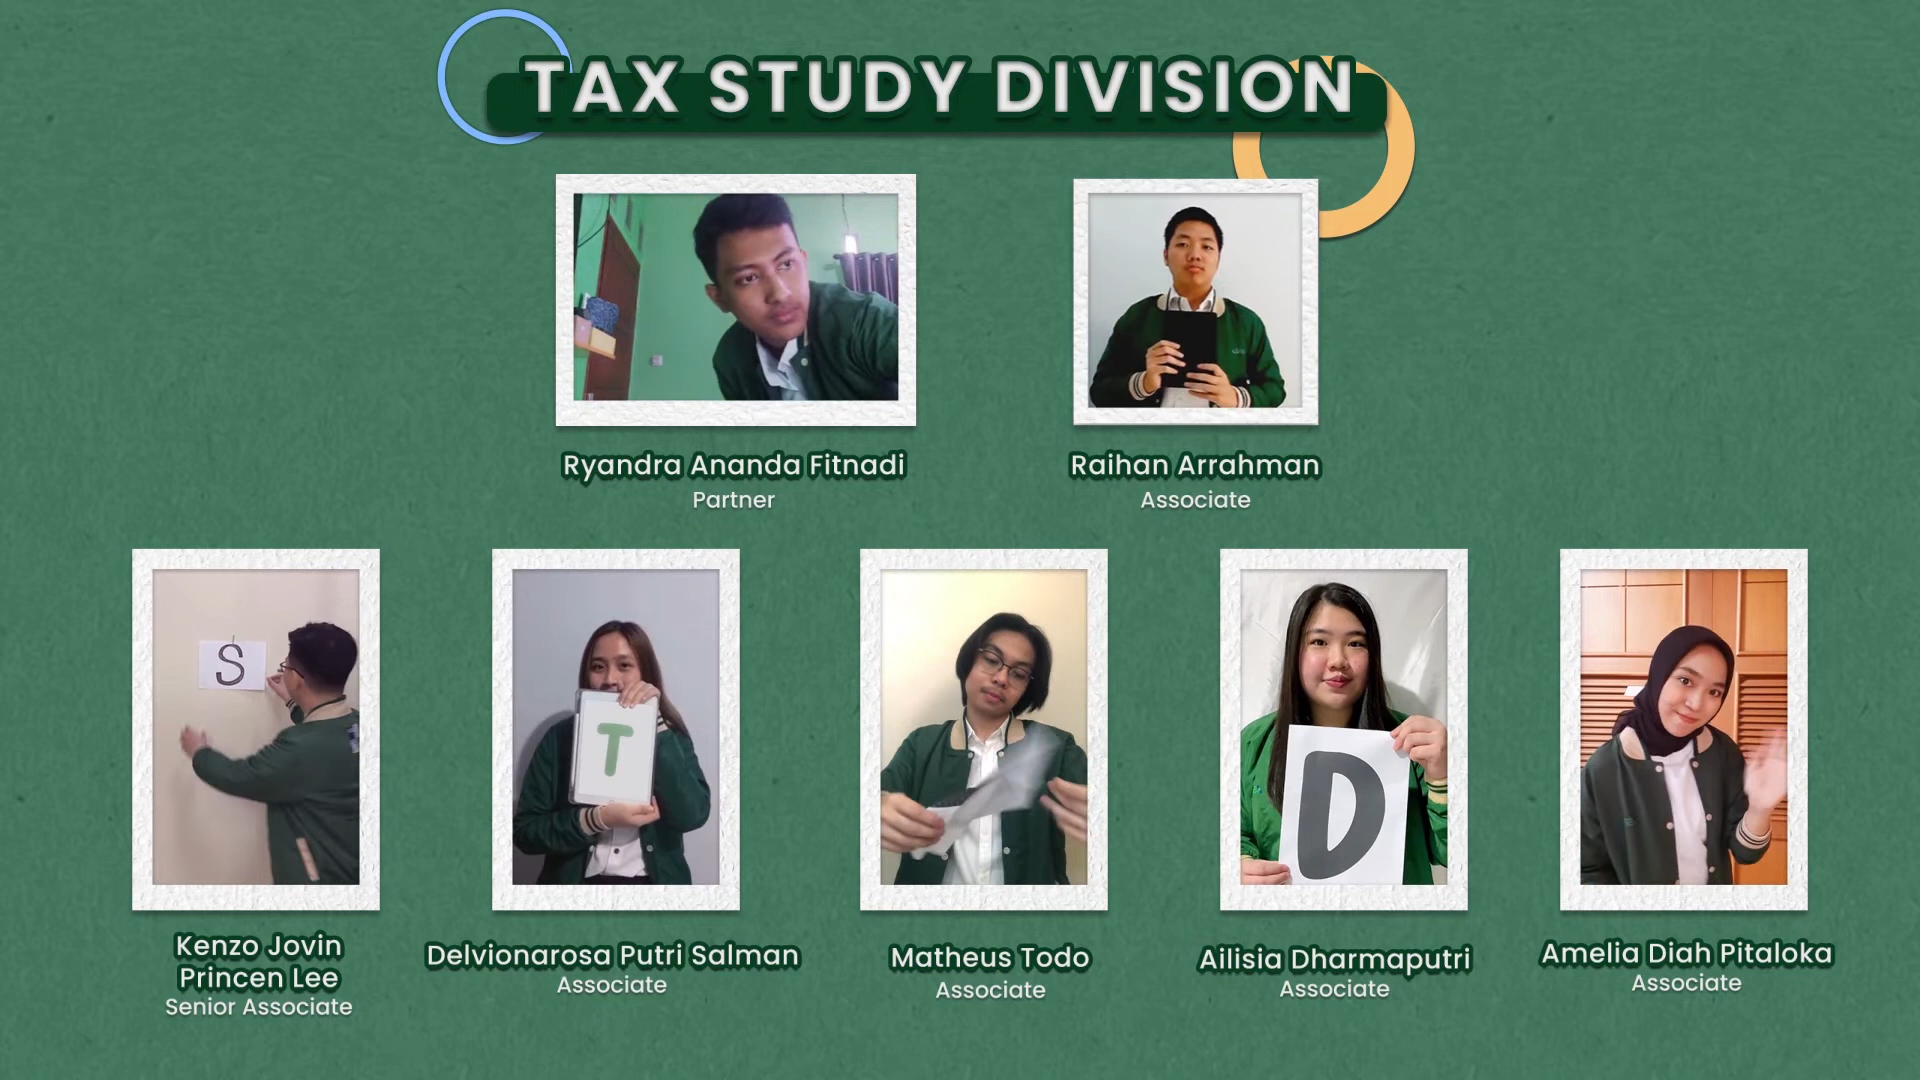 TAX STUDY DIVISION
Ryandra Ananda Fitnadi
Partner
Raihan Arrahman
Associate
S
T
D
Kenzo Jovin
Princen Lee
Senior Associate
Delvionarosa Putri Salman
Associate
Matheus Todo
Associate
Ailisia Dharmaputri
Associate
Amelia Diah Pitaloka
Associate